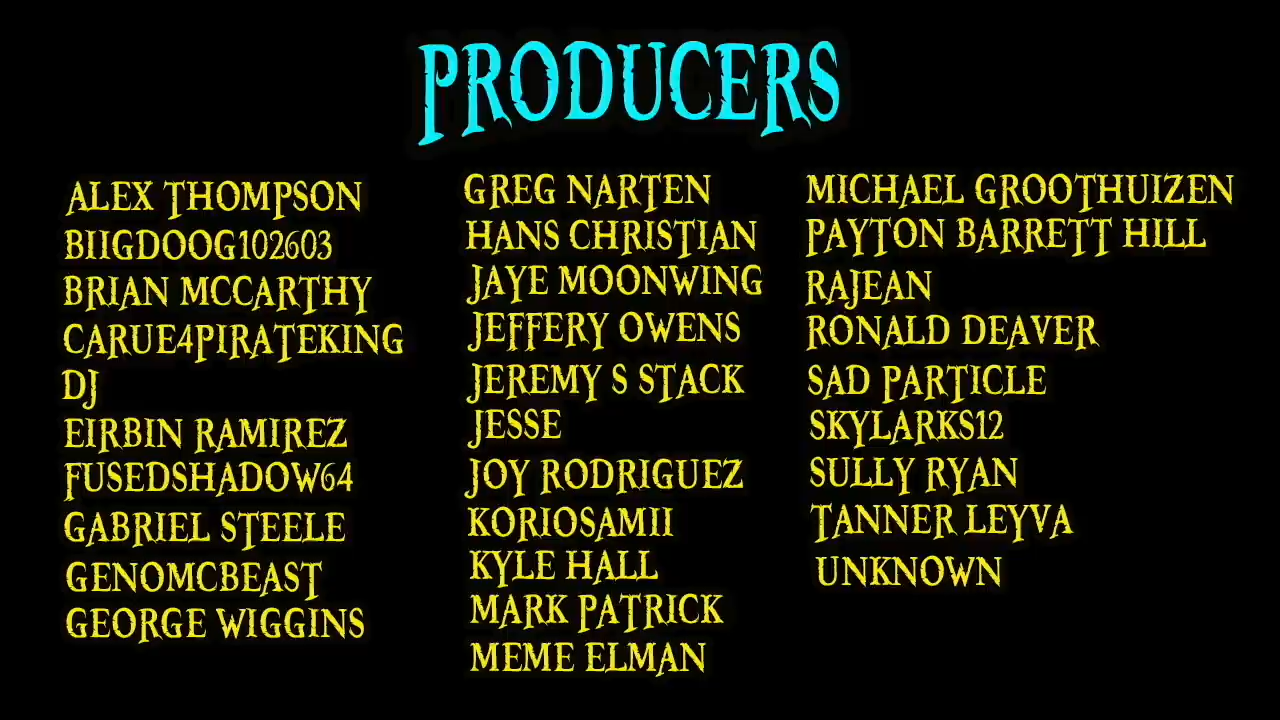 PRODUCERS
ALEX THOMPSON
BIIGDOOG102603
BRIAN MCCARTHY
CARUE4PIRATEKING
DJ
EIRBIN RAMIREZ
FUSEDSHADOW64
GABRIEL STEELE
GENOMCBEAST
GEORGE WIGGINS
GREG NARTEN
HANS CHRISTIAN
JAYE MOONWING
JEFFERY OWENS
JEREMY S STACK
JESSE
JOY RODRIGUEZ
KORIOSAMII
KYLE HALL
MARK PATRICK
MEME ELMAN
MICHAEL GROOTHUIZEN
PAYTON BARRETT HILL
RAJEAN
RONALD DEAVER
SAD PARTICLE
SKYLARKS12
SULLY RYAN
TANNER LEYVA
UNKNOWN